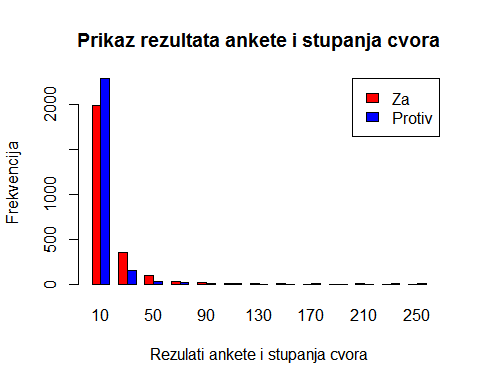 Prikaz rezultata ankete i stupanja cvora
Za
Protiv
Frekvencija
2000
1000
500
0
10 50 90 130 170 210 250
Rezulati ankete i stupanja cvora